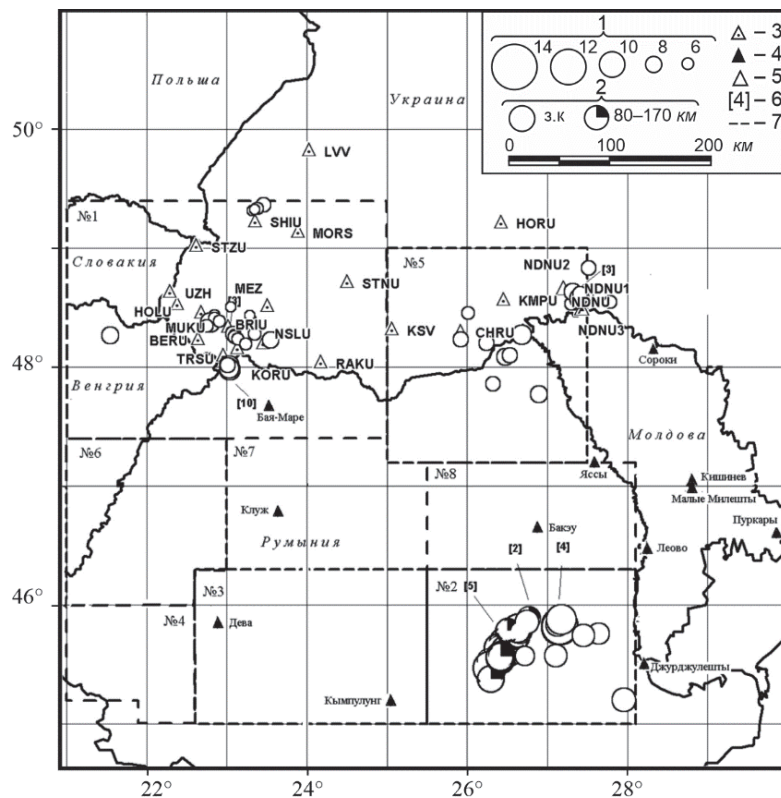 1
14 12 10 8 6
2
з.к 80–170 км
0 100 200 км
– 3
– 4
– 5
[4] – 6
– 7
Польша
Украина
50°
LVV
№1
SHIU
MORS
HORU
STZU
Словакия
№5
NDNU2
[3]
STNU
UZH
MEZ
[3]
HOLU
KMPU
NDNU1
NDNU
MUKU
BRIU
NSLU
KSV
CHRU
NDNU3
BERU
48°
TRSU
KORU
RAKU
Сороки
Венгрия
[10]
Бая-Маре
Молдова
№6
№7
№8
Яссы
Кишинев
Малые Милешты
Клуж
Бакэу
Пуркары
Румыния
[2]
[4]
Леово
46°
№3
№2
[5]
№4
Дева
Джурджулешты
Кымпулунг
22° 24° 26° 28°